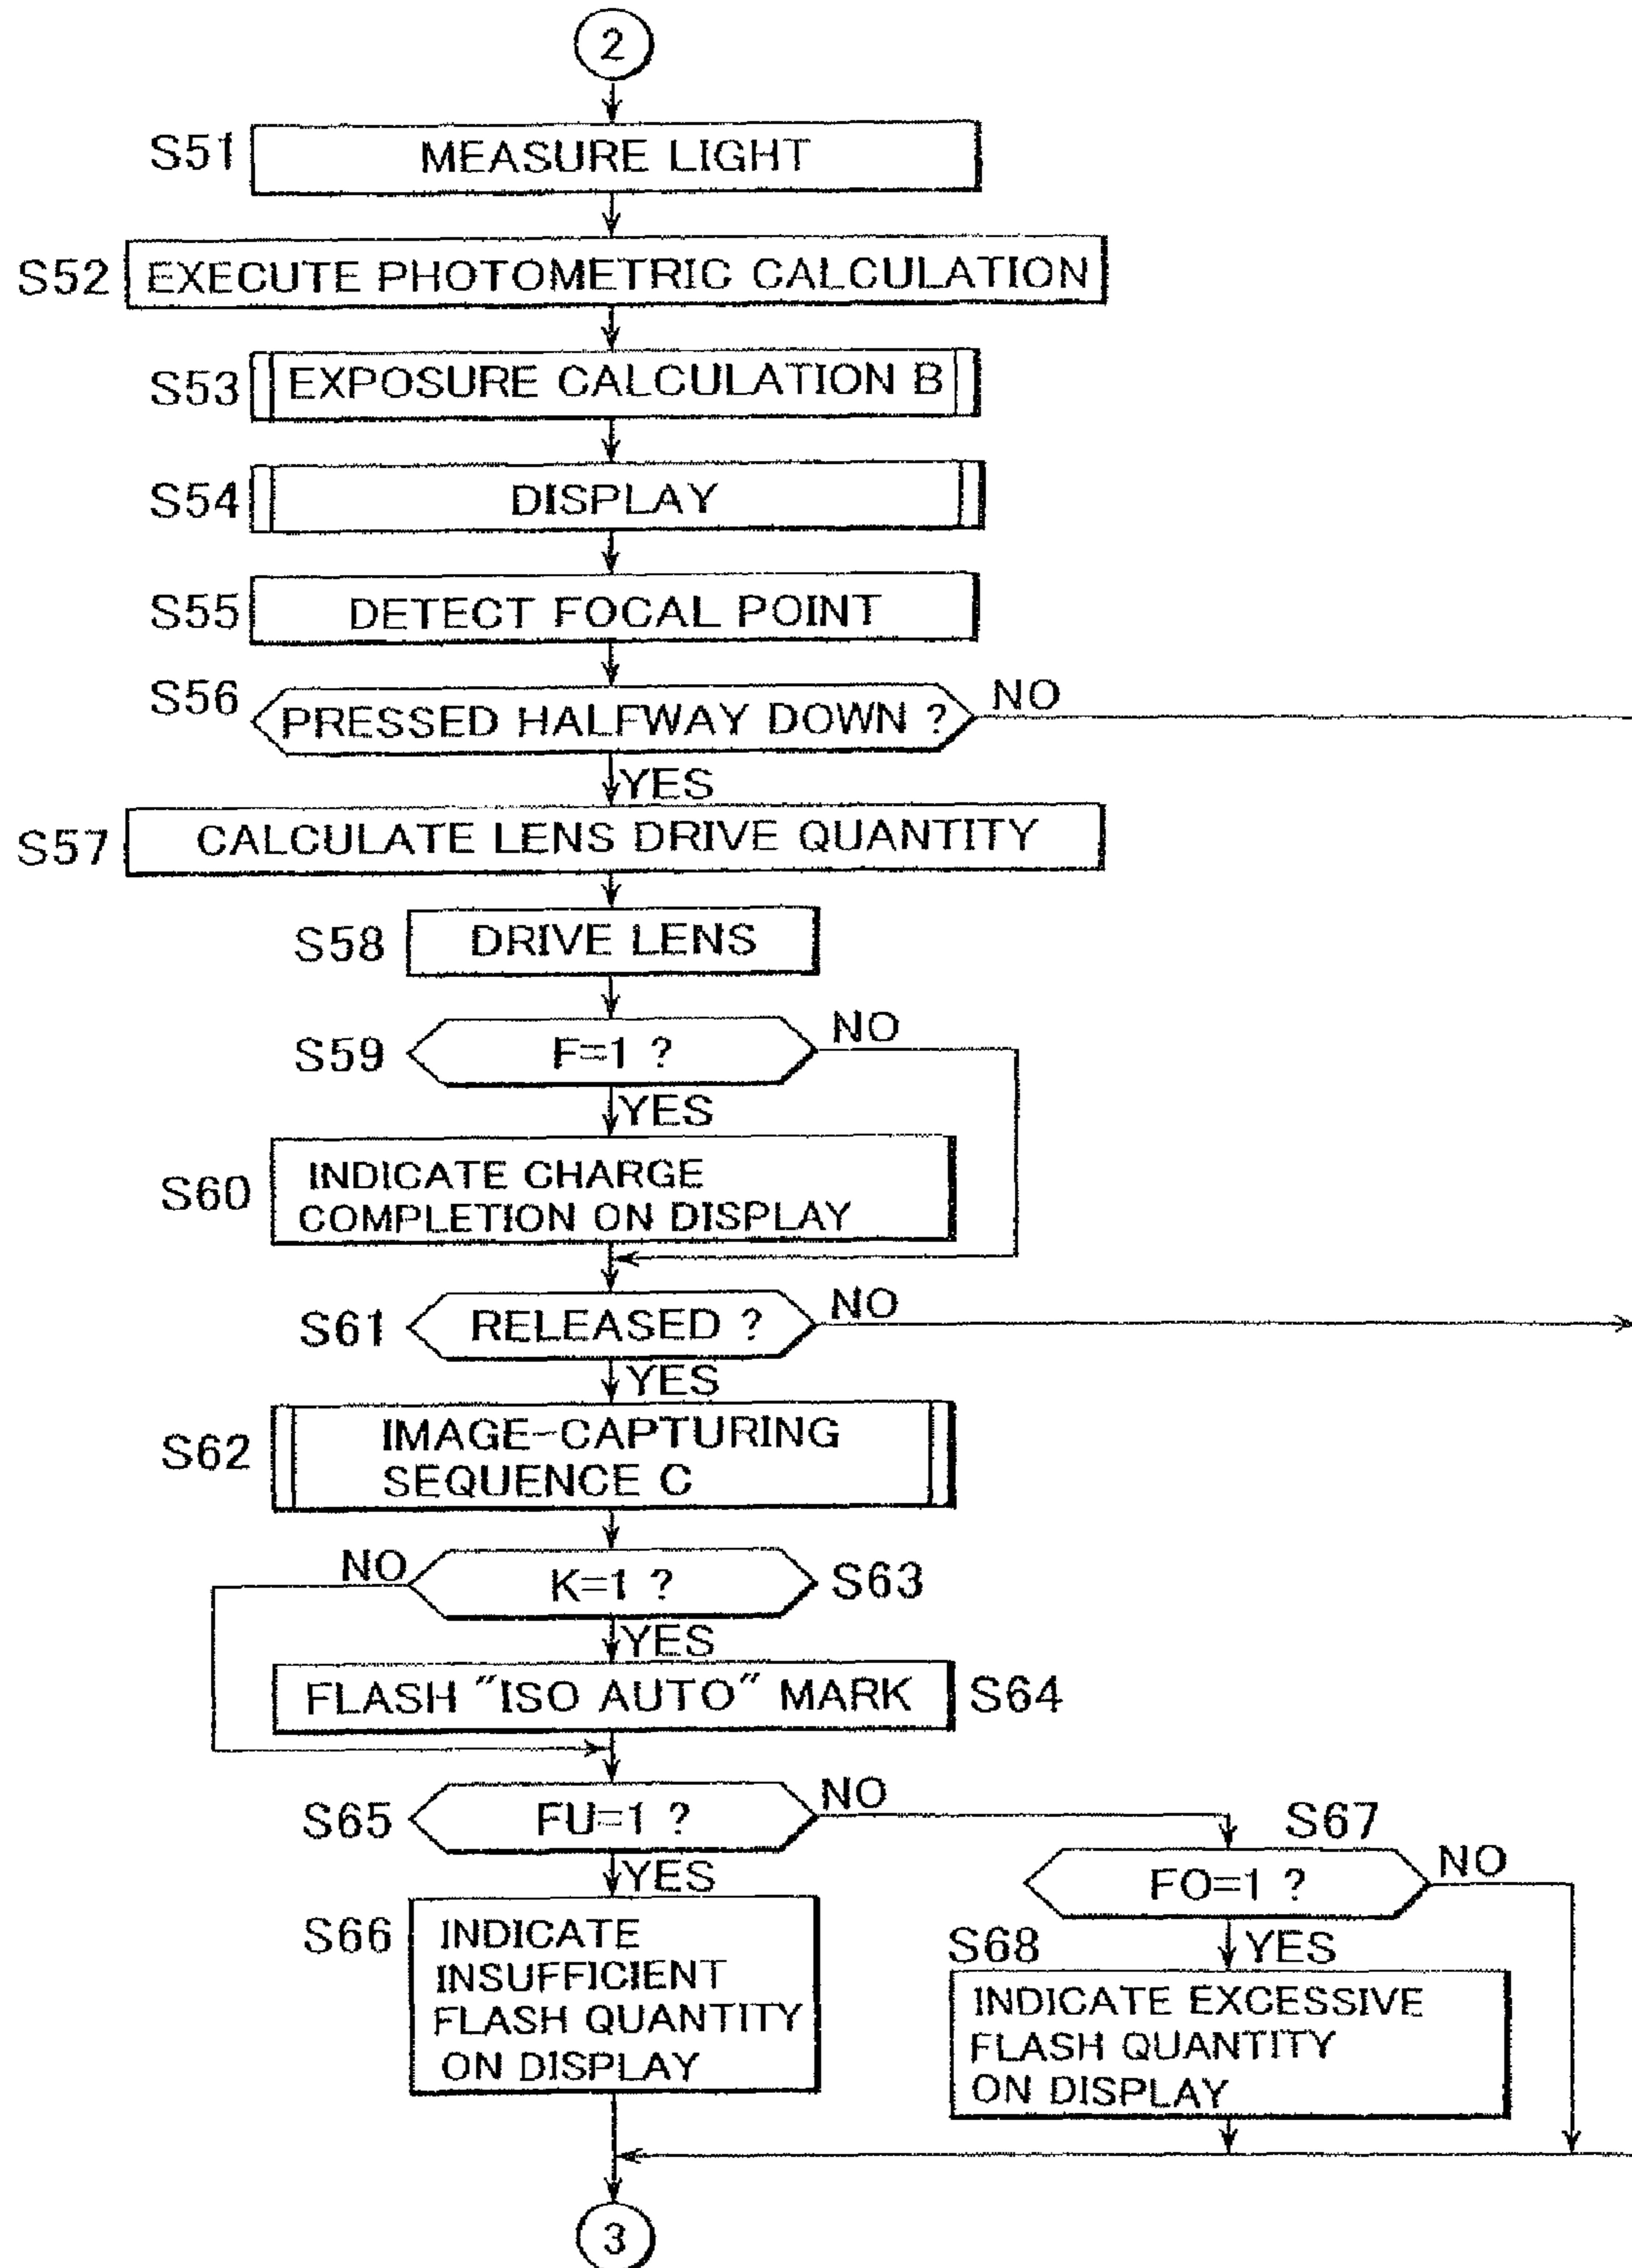 2
S51 MEASURE LIGHT
S52 EXECUTE PHOTOMETRIC CALCULATION
S53 EXPOSURE CALCULATION B
S54 DISPLAY
S55 DETECT FOCAL POINT
S56 PRESSED HALFWAY DOWN ? NO
YES
S57 CALCULATE LENS DRIVE QUANTITY
S58 DRIVE LENS
S59 F=1 ? NO
YES
S60 INDICATE CHARGE
COMPLETION ON DISPLAY
S61 RELEASED ? NO
YES
S62 IMAGE-CAPTURING
SEQUENCE C
NO K=1 ? S63
YES
FLASH "ISO AUTO" MARK S64
S65 FU=1 ? NO
YES
S66 INDICATE
INSUFFICIENT
FLASH QUANTITY
ON DISPLAY
S67
FO=1 ? NO
YES
S68
INDICATE EXCESSIVE
FLASH QUANTITY
ON DISPLAY
3